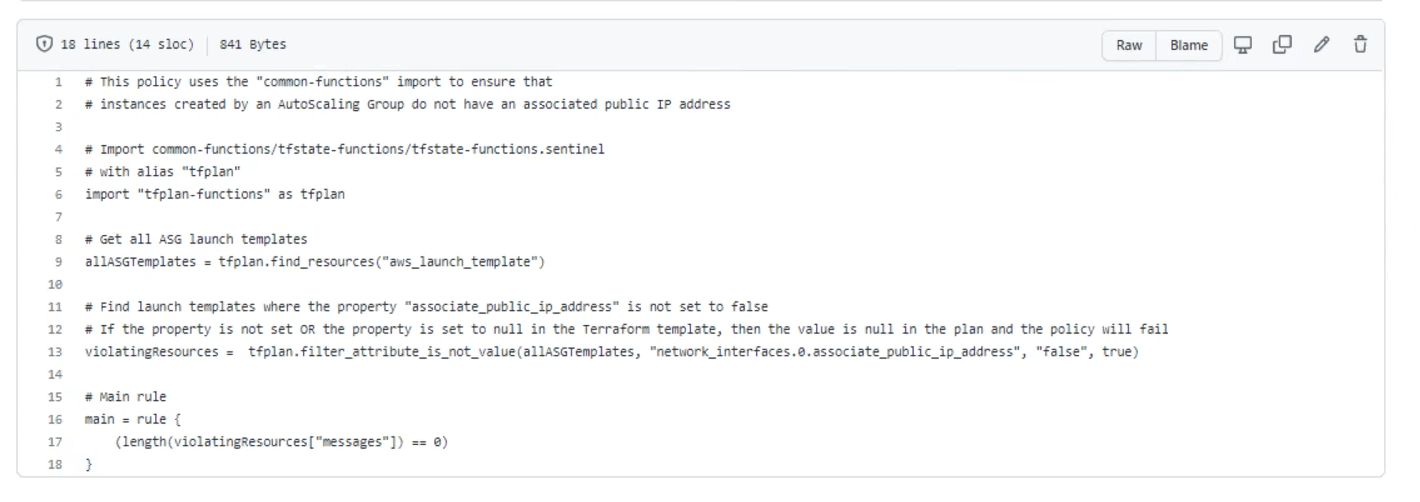 18 lines (14 sloc) 841 Bytes Raw Blame
1 # This policy uses the "common-functions" import to ensure that
2 # instances created by an AutoScaling Group do not have an associated public IP address
3
4 # Import common-functions/tfstate-functions/tfstate-functions.sentinel
5 # with alias "tfplan"
6 import "tfplan-functions" as tfplan
7
8 # Get all ASG launch templates
9 allASGTemplates = tfplan.find_resources("aws_launch_template")
10
11 # Find launch templates where the property "associate_public_ip_address" is not set to false
12 # If the property is not set OR the property is set to null in the Terraform template, then the value is null in the plan and the policy will fail
13 violatingResources =  tfplan.filter_attribute_is_not_value(allASGTemplates, "network_interfaces.0.associate_public_ip_address", "false", true)
14
15 # Main rule
16 main = rule {
17     (length(violatingResources["messages"]) == 0)
18 }